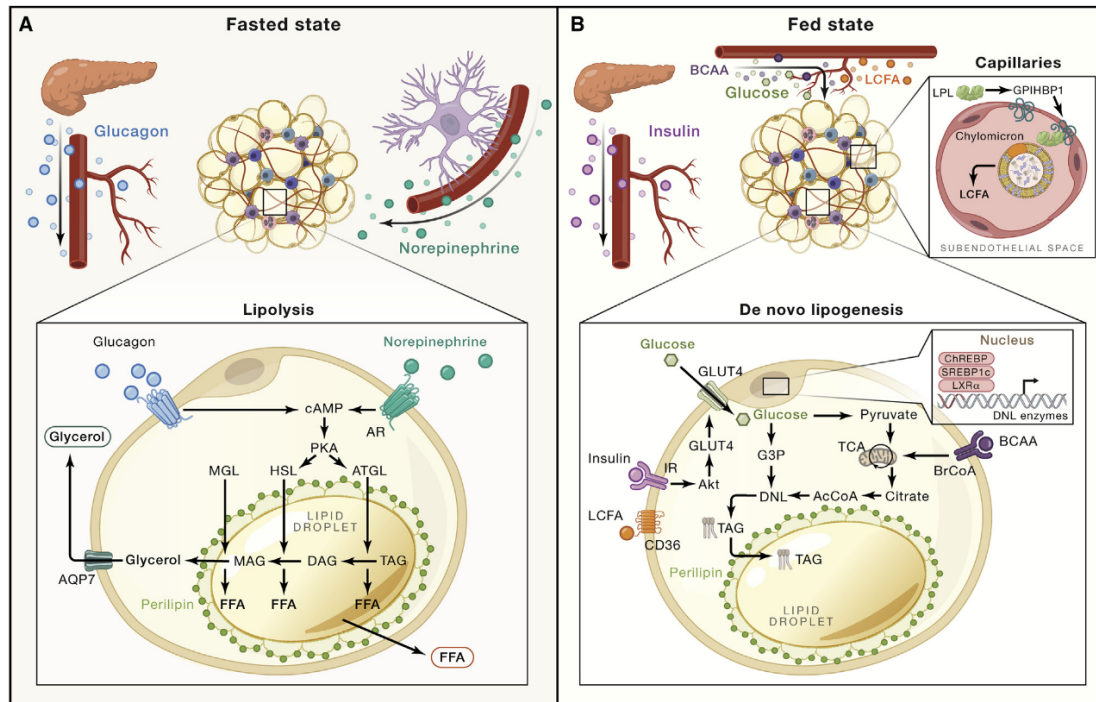 A
Fasted state
Glucagon
Norepinephrine
Lipolysis
Glucagon
Norepinephrine
cAMP
AR
Glycerol
PKA
MGL
HSL
ATGL
LIPID
DROPLET
AQP7
Glycerol
MAG
DAG
TAG
Perilipin
FFA
FFA
FFA
FFA
B
Fed state
BCAA
LCFA
Glucose
Insulin
Capillaries
LPL
GPIHBP1
Chylomicron
LCFA
SUBENDOTHELIAL SPACE
De novo lipogenesis
Glucose
GLUT4
Nucleus
ChREBP
SREBP1c
LXRα
DNL enzymes
Glucose
Pyruvate
GLUT4
G3P
TCA
BCAA
BrCoA
Insulin
IR
Akt
DNL
AcCoA
Citrate
LCFA
CD36
TAG
TAG
Perilipin
LIPID
DROPLET